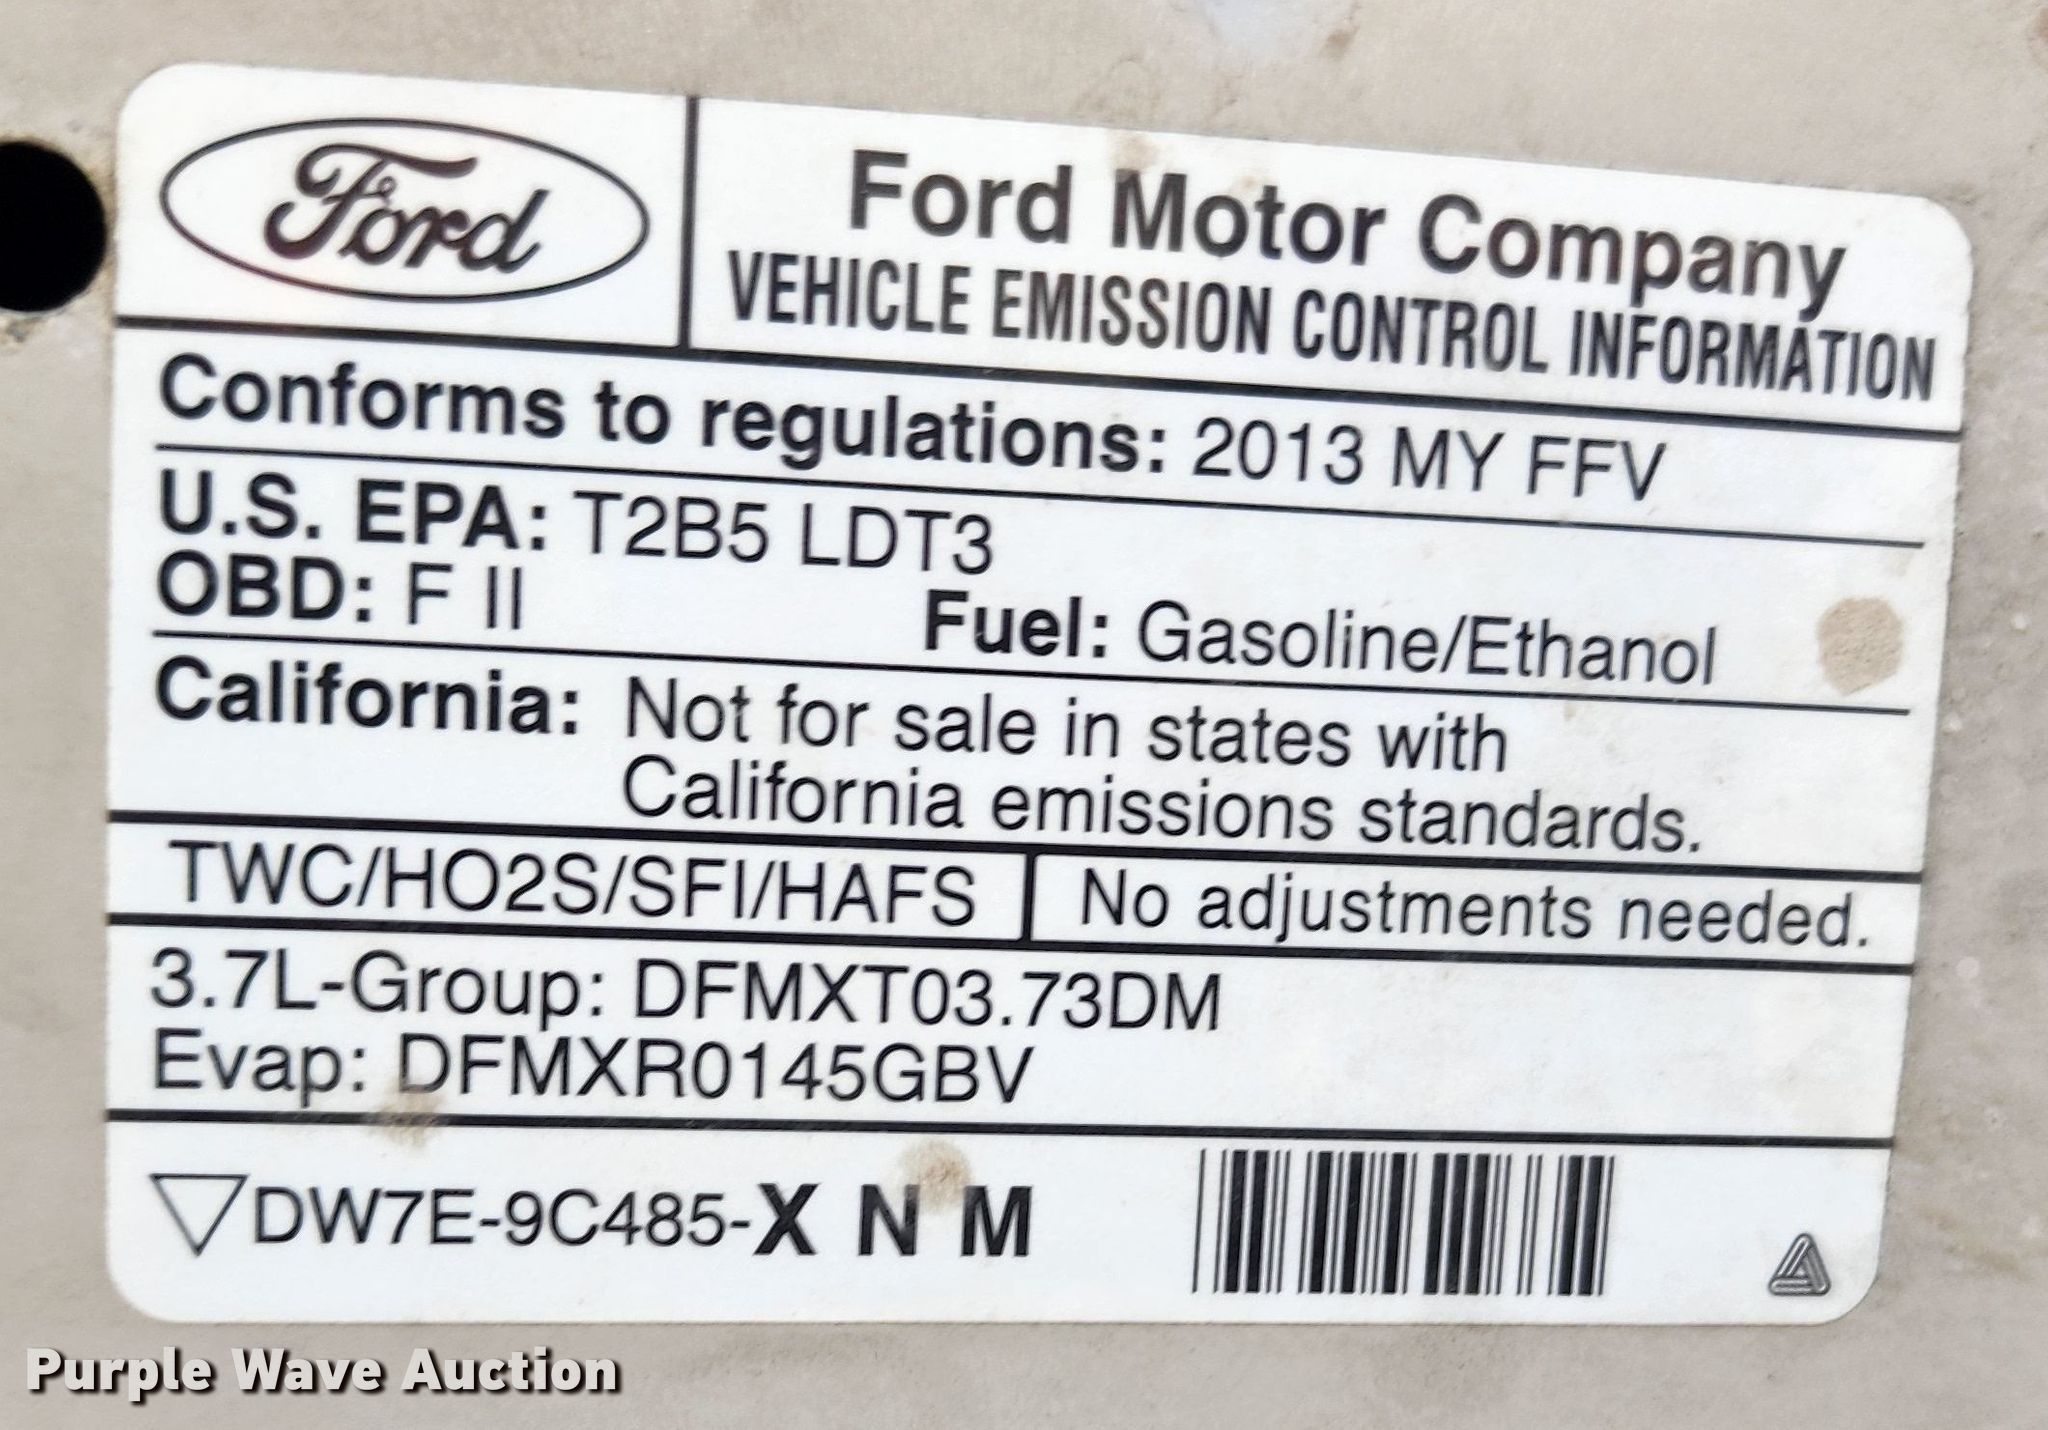 Ford
Ford Motor Company
VEHICLE EMISSION CONTROL INFORMATION
Conforms to regulations: 2013 MY FFV
U.S. EPA: T2B5 LDT3
OBD: F II
Fuel: Gasoline/Ethanol
California: Not for sale in states with
California emissions standards.
TWC/HO2S/SFI/HAFS
No adjustments needed.
3.7L-Group: DFMXT03.73DM
Evap: DFMXR0145GBV
DW7E-9C485-X N M
Purple Wave Auction